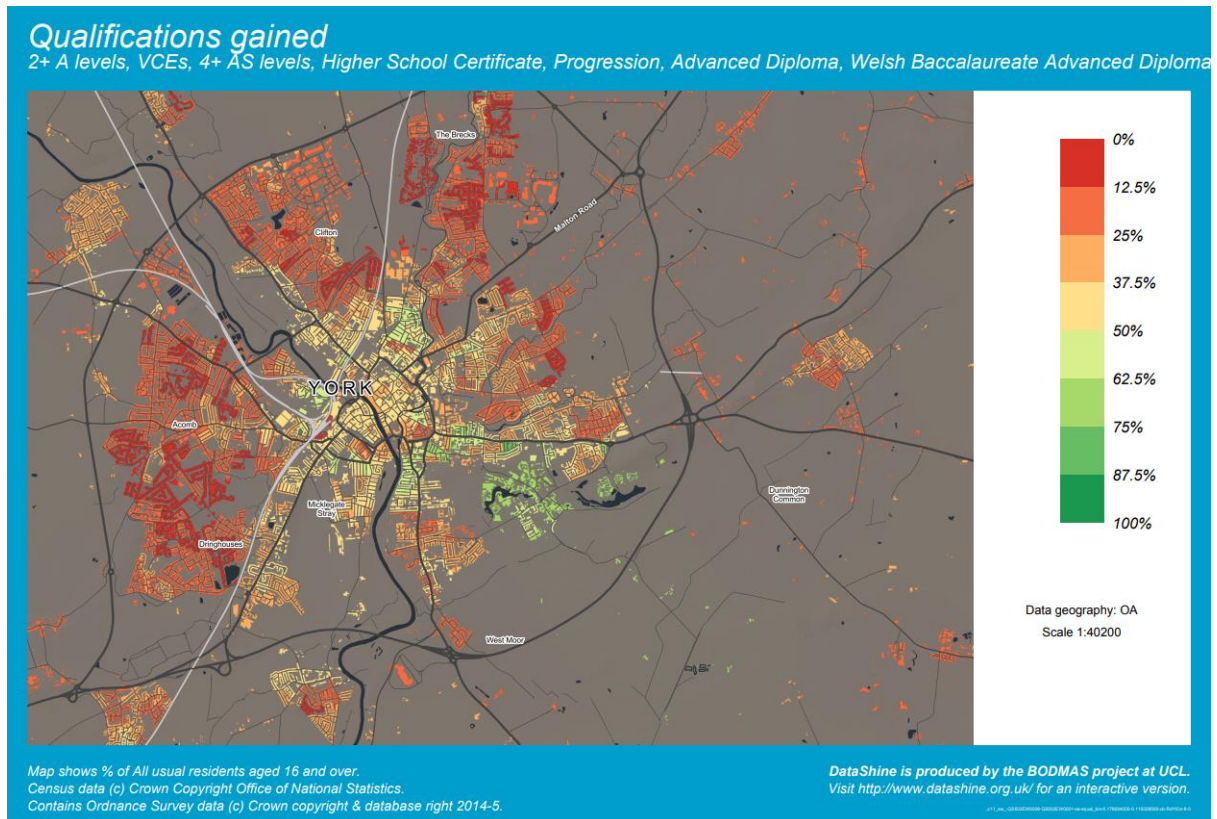 Qualifications gained
2+ A levels, VCEs, 4+ AS levels, Higher School Certificate, Progression, Advanced Diploma, Welsh Baccalaureate Advanced Diploma
The Brecks
Malton Road
Clifton
YORK
Acomb
Micklegate
Stray
Dringhouses
Dunnington
Common
West Moor
0%
12.5%
25%
37.5%
50%
62.5%
75%
87.5%
100%
Data geography: OA
Scale 1:40200
Map shows % of All usual residents aged 16 and over.
Census data (c) Crown Copyright Office of National Statistics.
Contains Ordnance Survey data (c) Crown copyright & database right 2014-5.
DataShine is produced by the BODMAS project at UCL.
Visit http://www.datashine.org.uk/ for an interactive version.